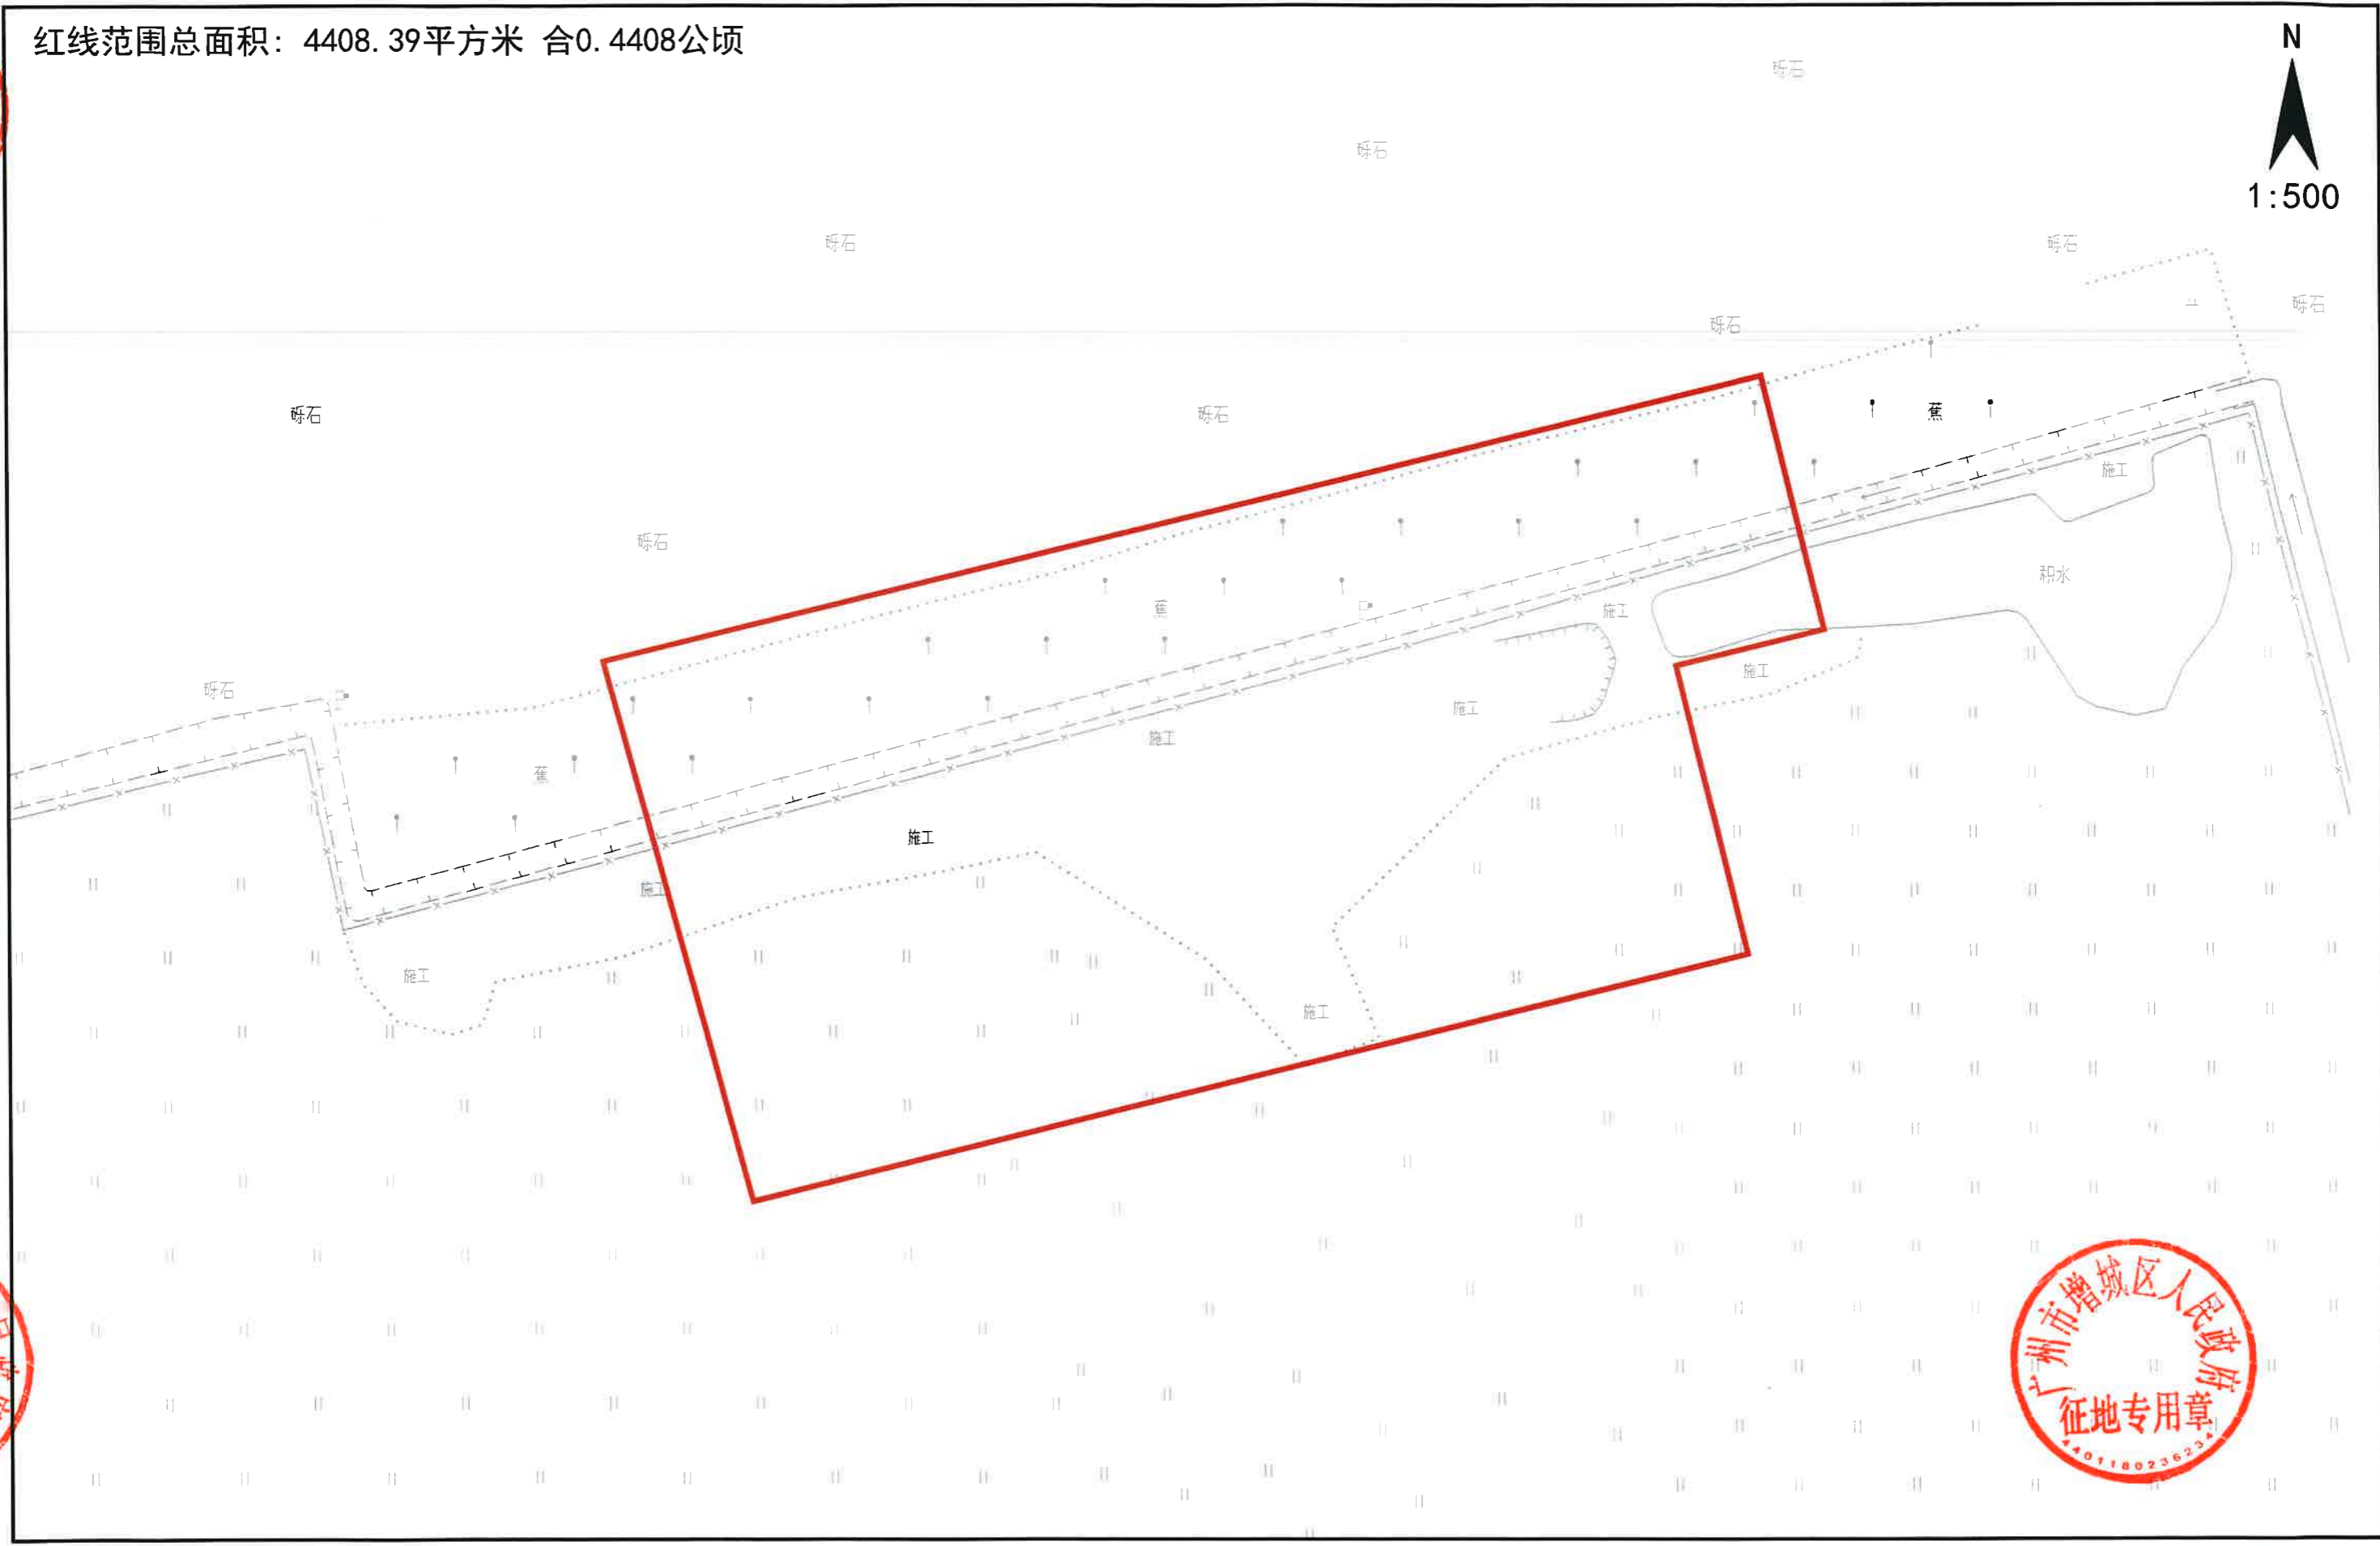 红线范围总面积: 4408.39平方米 合0.4408公顷
N
1:500
砾石
砾石
砾石
砾石
砾石
砾石
砾石
砾石
蕉
施工
砾石
积水
蕉
施工
砾石
施工
施工
施工
蕉
施工
施工
施工
施工
广州市增城区人民政府
征地专用章
4401180236234